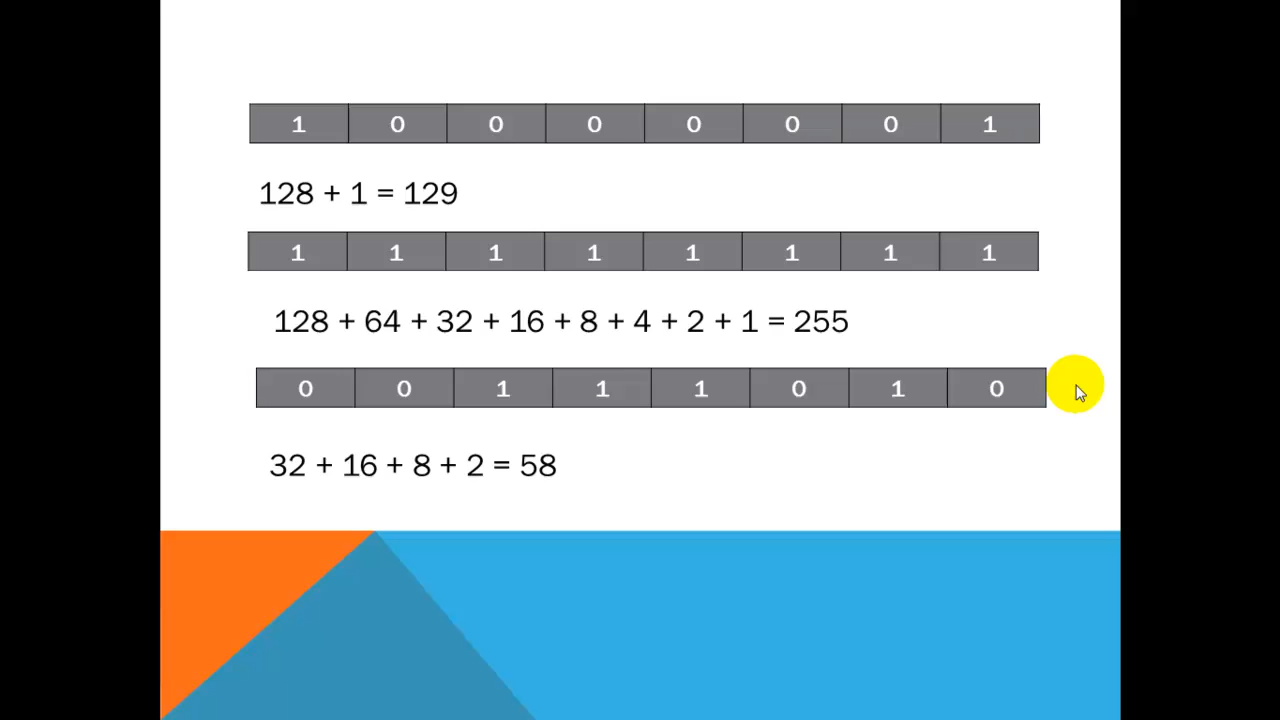 1 0 0 0 0 0 0 1
128 + 1 = 129
1 1 1 1 1 1 1 1
128 + 64 + 32 + 16 + 8 + 4 + 2 + 1 = 255
0 0 1 1 1 0 1 0
32 + 16 + 8 + 2 = 58